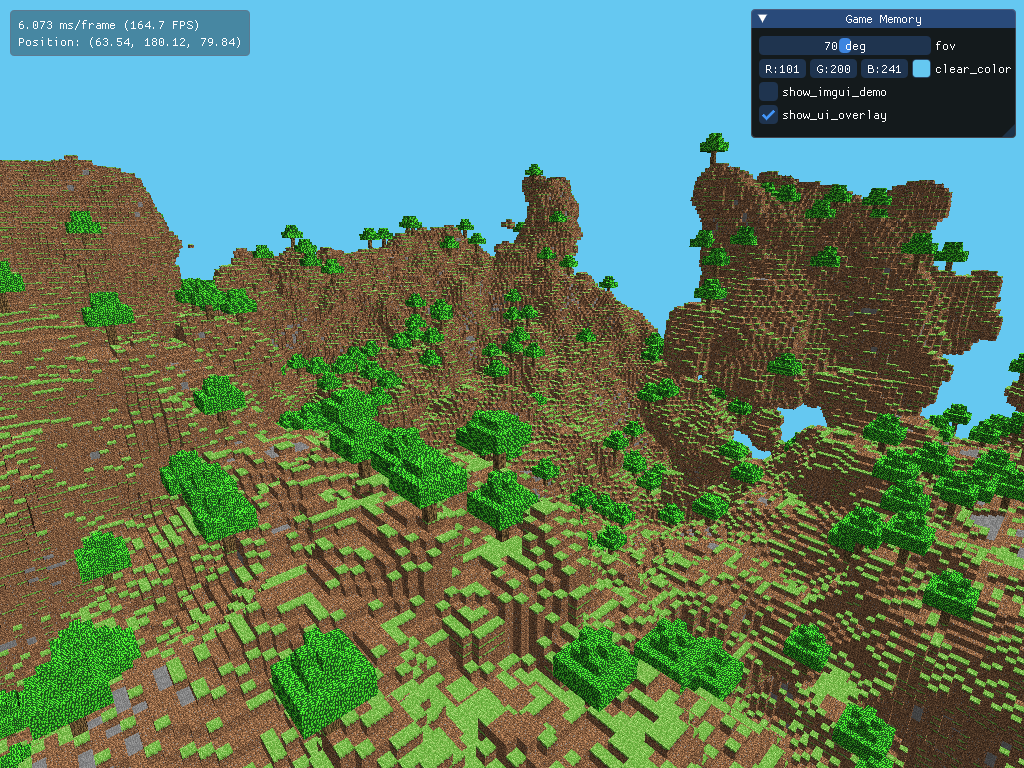 6.073 ms/frame (164.7 FPS)
Position: (63.54, 180.12, 79.84)
Game Memory
70 deg fov
R:101 G:200 B:241 clear_color
show_imgui_demo
show_ui_overlay